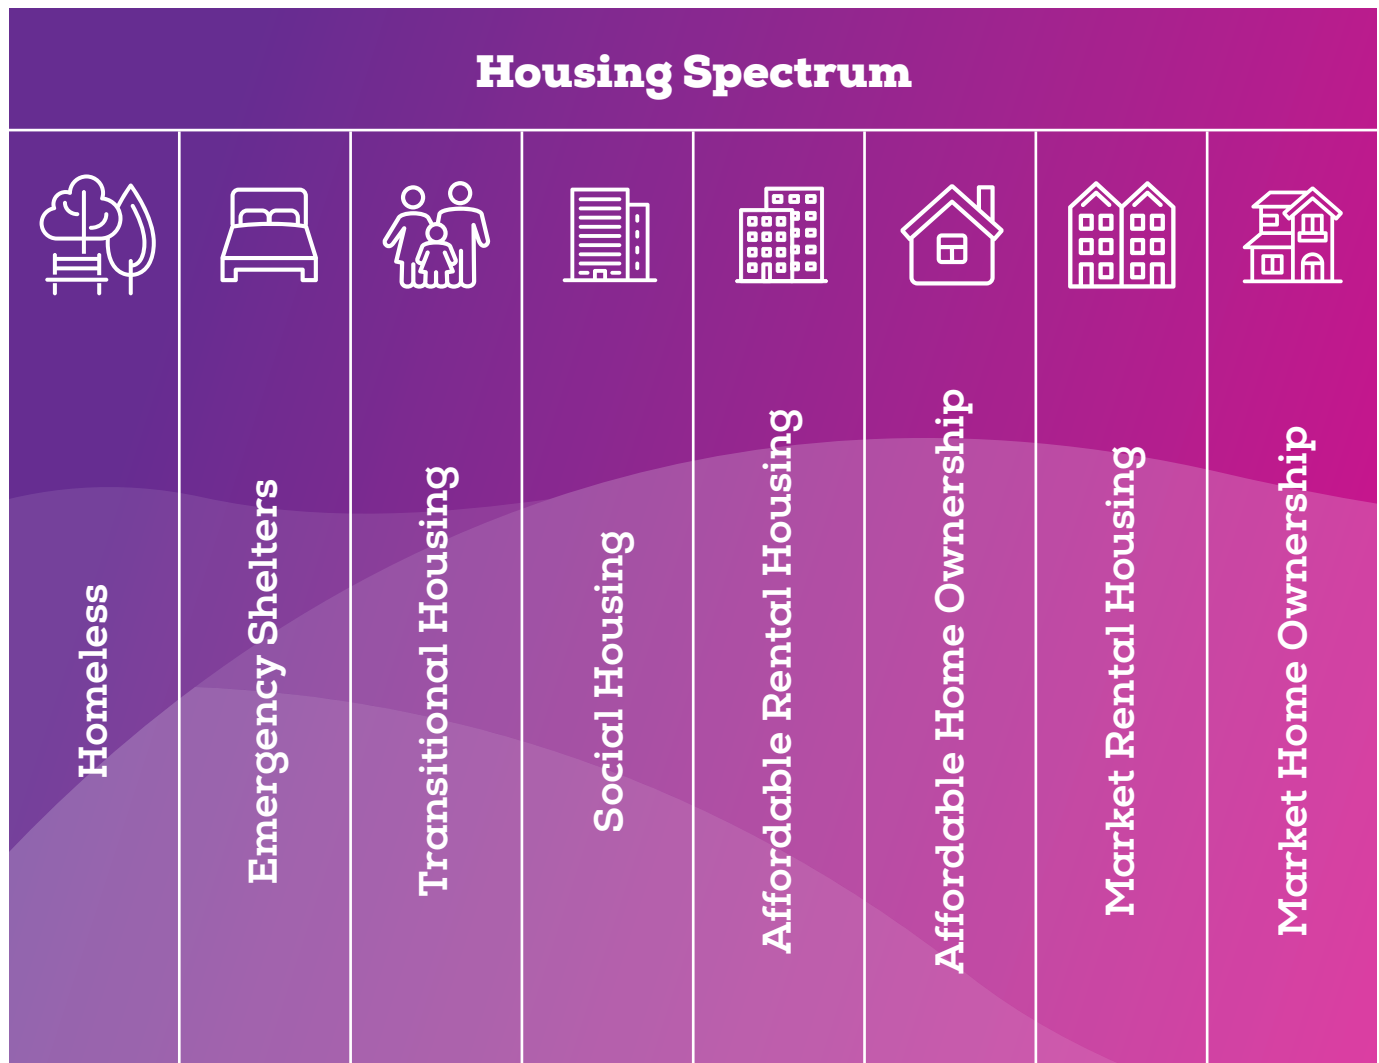 Housing Spectrum
Homeless
Emergency Shelters
Transitional Housing
Social Housing
Affordable Rental Housing
Affordable Home Ownership
Market Rental Housing
Market Home Ownership